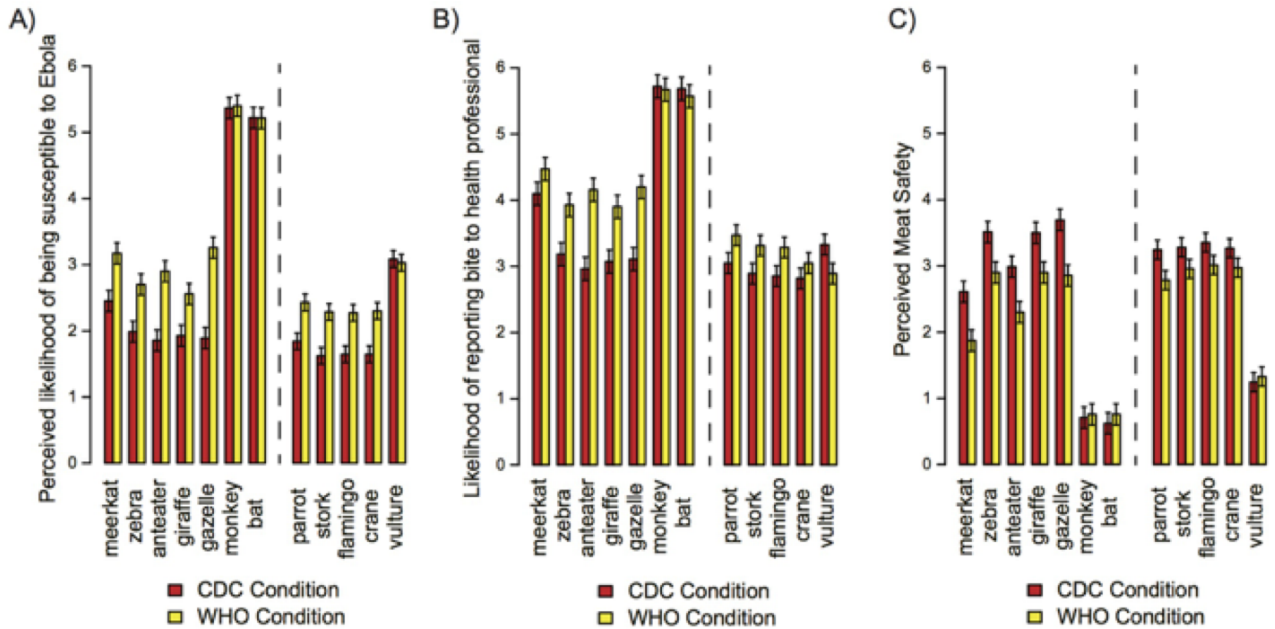 A)
Perceived likelihood of being susceptible to Ebola
6
5
4
3
2
1
0
meerkat
zebra
anteater
giraffe
gazelle
monkey
bat
parrot
stork
flamingo
crane
vulture
CDC Condition
WHO Condition
B)
Likelihood of reporting bite to health professional
6
5
4
3
2
1
0
meerkat
zebra
anteater
giraffe
gazelle
monkey
bat
parrot
stork
flamingo
crane
vulture
CDC Condition
WHO Condition
C)
Perceived Meat Safety
6
5
4
3
2
1
0
meerkat
zebra
anteater
giraffe
gazelle
monkey
bat
parrot
stork
flamingo
crane
vulture
CDC Condition
WHO Condition